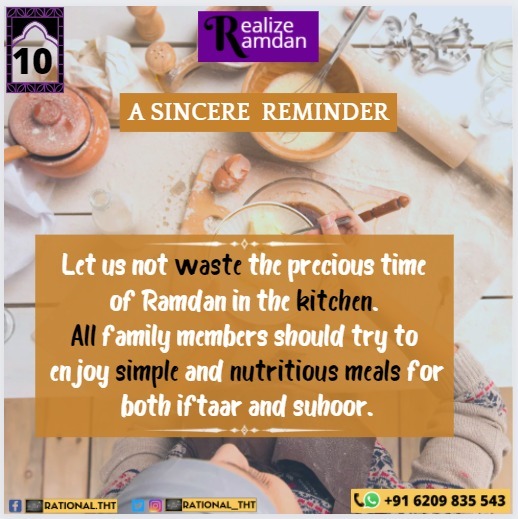 10
Realize
Ramdan
A SINCERE REMINDER
Let us not waste the precious time
of Ramdan in the kitchen.
All family members should try to
enjoy simple and nutritious meals for
both iftaar and suhoor.
RATIONAL.THT
RATIONAL_THT
+91 6209 835 543